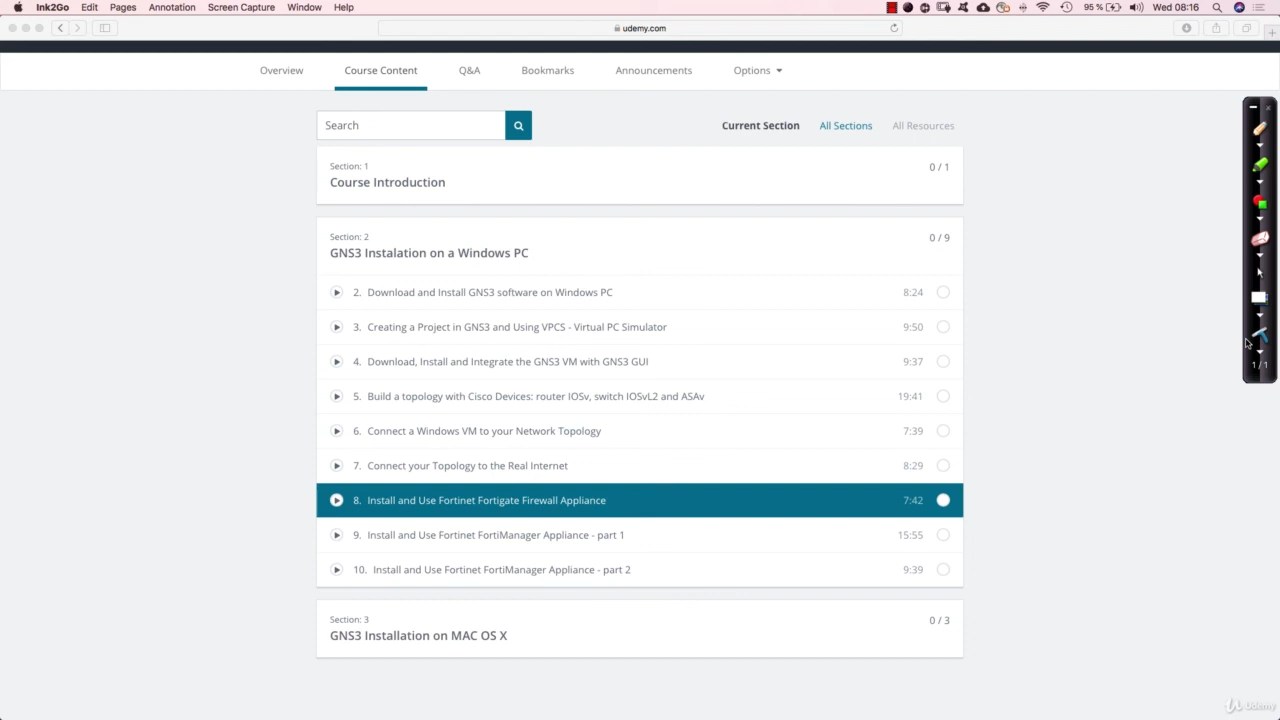 Ink2Go Edit Pages Annotation Screen Capture Window Help 95 % Wed 08:16
udemy.com
Overview Course Content Q&A Bookmarks Announcements Options
Search Current Section All Sections All Resources
Section: 1 0 / 1
Course Introduction
Section: 2 0 / 9
GNS3 Instalation on a Windows PC
2. Download and Install GNS3 software on Windows PC 8:24
3. Creating a Project in GNS3 and Using VPCS - Virtual PC Simulator 9:50
4. Download, Install and Integrate the GNS3 VM with GNS3 GUI 9:37
5. Build a topology with Cisco Devices: router IOSv, switch IOSvL2 and ASAv 19:41
6. Connect a Windows VM to your Network Topology 7:39
7. Connect your Topology to the Real Internet 8:29
8. Install and Use Fortinet Fortigate Firewall Appliance 7:42
9. Install and Use Fortinet FortiManager Appliance - part 1 15:55
10. Install and Use Fortinet FortiManager Appliance - part 2 9:39
Section: 3 0 / 3
GNS3 Installation on MAC OS X
1 / 1
Udemy